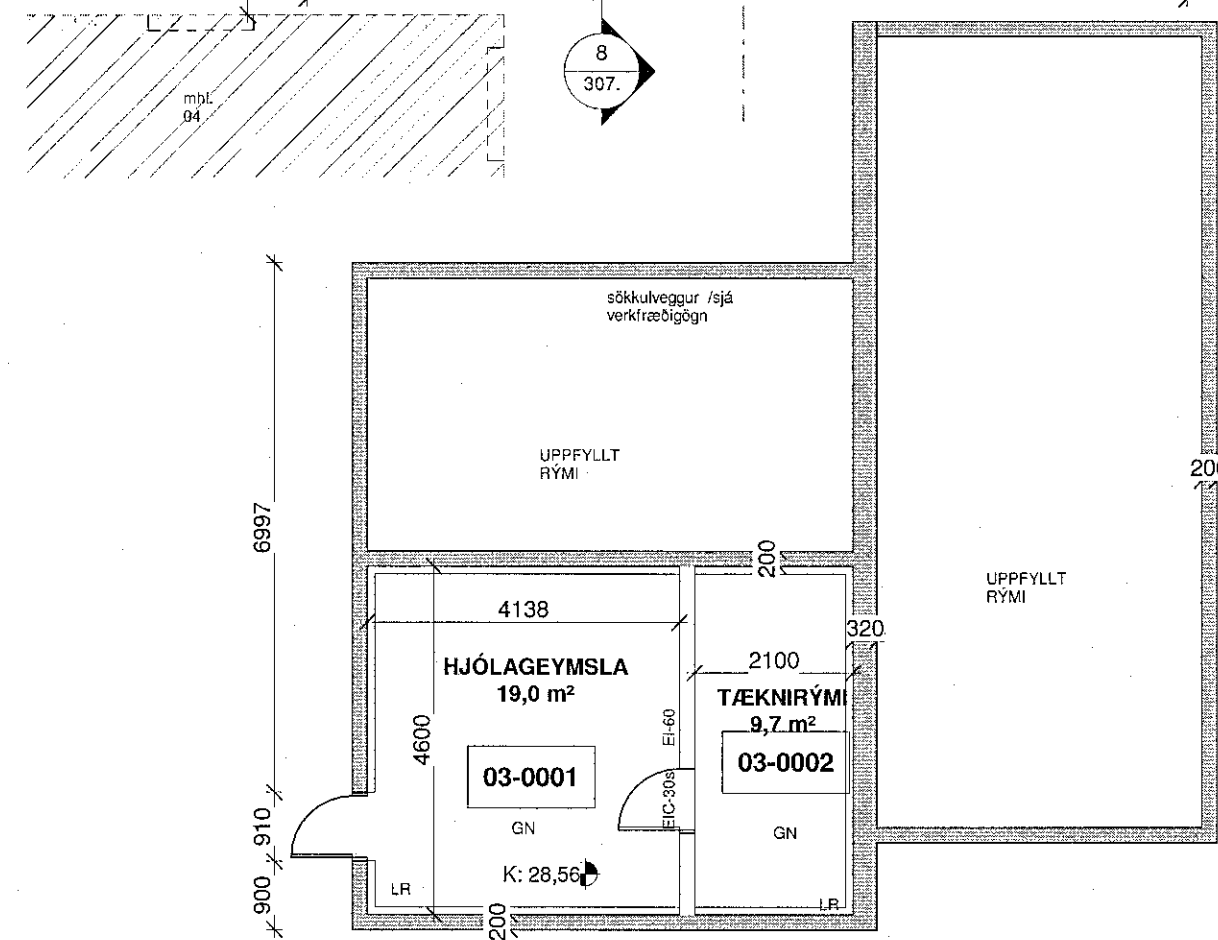 8
307.
mhl.
04
sökkulveggur /sjá
verkfræðigögn
UPPFYLLT
RÝMI
200
6997
UPPFYLLT
RÝMI
200
4138
320
HJÓLAGEYMSLA
19,0 m²
2100
TÆKNIRÝMI
9,7 m²
4600
EI-60
03-0001
03-0002
EIC-30s
910
GN
GN
K: 28,56
900
LR
LR
200